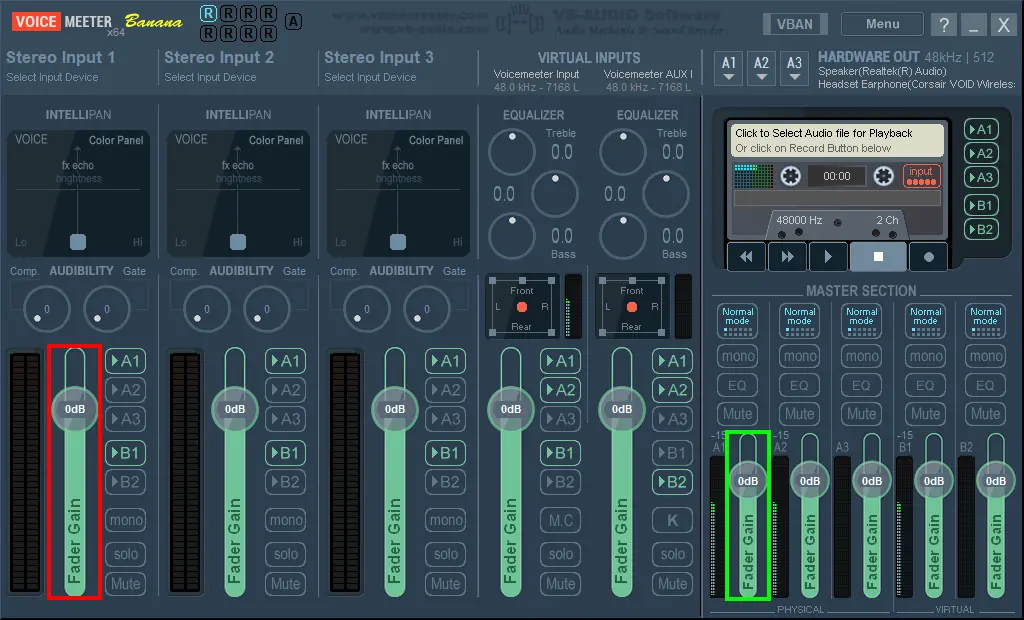 VOICE MEETER x64 Banana
R R R R
R R R R
A
www.voicemeeter.com
www.vb-audio.com
VB-AUDIO Software
Audio Mechanic & Sound Breeder
VBAN
Menu
? _ X
Stereo Input 1
Select Input Device
Stereo Input 2
Select Input Device
Stereo Input 3
Select Input Device
VIRTUAL INPUTS
Voicemeeter Input
48.0 kHz - 7168 L
Voicemeeter AUX I
48.0 kHz - 7168 L
A1 A2 A3
HARDWARE OUT 48kHz | 512
Speaker(Realtek(R) Audio)
Headset Earphone(Corsair VOID Wireles:
INTELLIPAN
VOICE Color Panel
fx echo
brightness
Lo Hi
INTELLIPAN
VOICE Color Panel
fx echo
brightness
Lo Hi
INTELLIPAN
VOICE Color Panel
fx echo
brightness
Lo Hi
EQUALIZER
Treble
0.0
0.0
0.0
Bass
EQUALIZER
Treble
0.0
0.0
0.0
Bass
Click to Select Audio file for Playback
Or click on Record Button below
00:00
input
48000 Hz 2 Ch
A1
A2
A3
B1
B2
Comp. AUDIBILITY Gate
0 0
Comp. AUDIBILITY Gate
0 0
Comp. AUDIBILITY Gate
0 0
Front
L R
Rear
Front
L R
Rear
MASTER SECTION
0dB
Fader Gain
A1
A2
A3
B1
B2
mono
solo
Mute
0dB
Fader Gain
A1
A2
A3
B1
B2
mono
solo
Mute
0dB
Fader Gain
A1
A2
A3
B1
B2
mono
solo
Mute
0dB
Fader Gain
A1
A2
A3
B1
B2
M.C
solo
Mute
0dB
Fader Gain
A1
A2
A3
B1
B2
K
solo
Mute
Normal mode
mono
EQ
Mute
-15
A1
0dB
Fader Gain
Normal mode
mono
EQ
Mute
-15
A2
0dB
Fader Gain
Normal mode
mono
EQ
Mute
A3
0dB
Fader Gain
Normal mode
mono
EQ
Mute
-15
B1
0dB
Fader Gain
Normal mode
mono
EQ
Mute
B2
0dB
Fader Gain
PHYSICAL
VIRTUAL